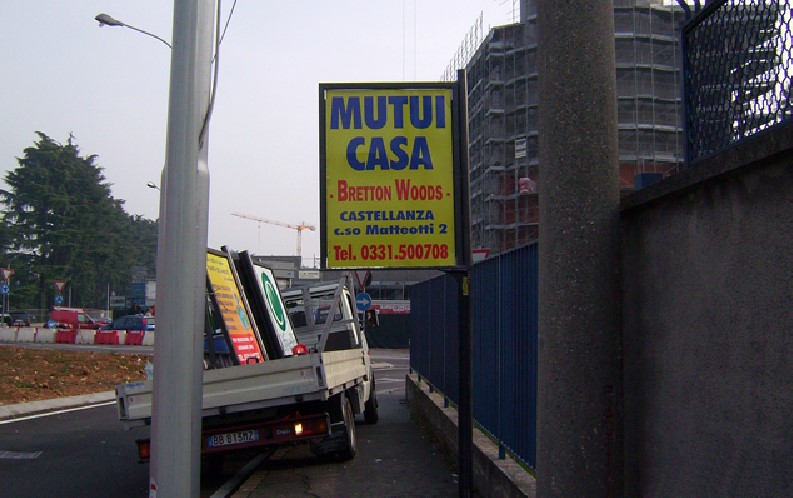 MUTUI
CASA
- BRETTON WOODS -
CASTELLANZA
c.so Matteotti 2
Tel. 0331.500708